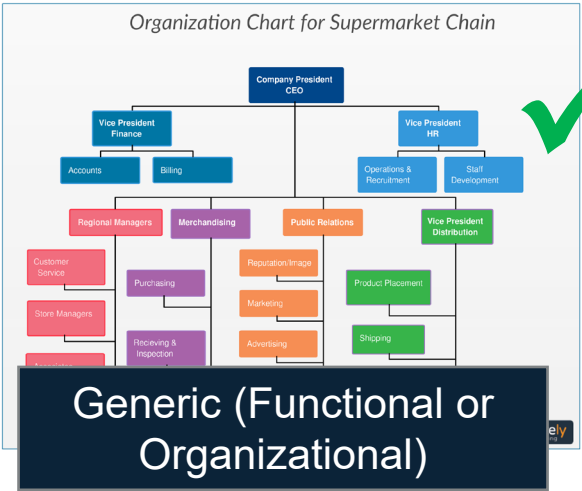 Organization Chart for Supermarket Chain
Company President
CEO
Vice President
Finance
Vice President
HR
Accounts
Billing
Operations &
Recruitment
Staff
Development
Regional Managers
Merchandising
Public Relations
Vice President
Distribution
Customer
Service
Purchasing
Reputation/Image
Product Placement
Store Managers
Marketing
Recieving &
Inspection
Advertising
Shipping
Generic (Functional or
Organizational)
ely